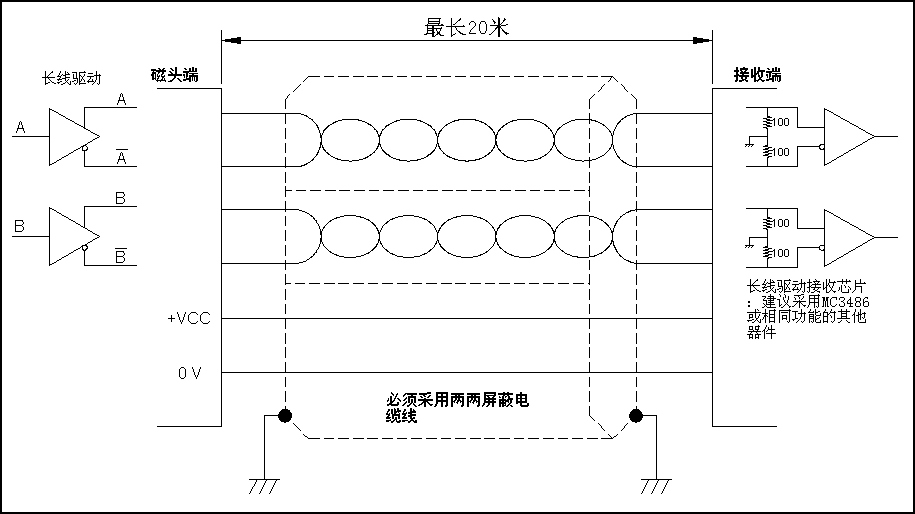 最长20米
长线驱动
磁头端
接收端
A
A
A̅
B
B
B̅
100
100
100
100
长线驱动接收芯片
：建议采用MC3486
或相同功能的其他
器件
+VCC
0 V
必须采用两两屏蔽电
缆线